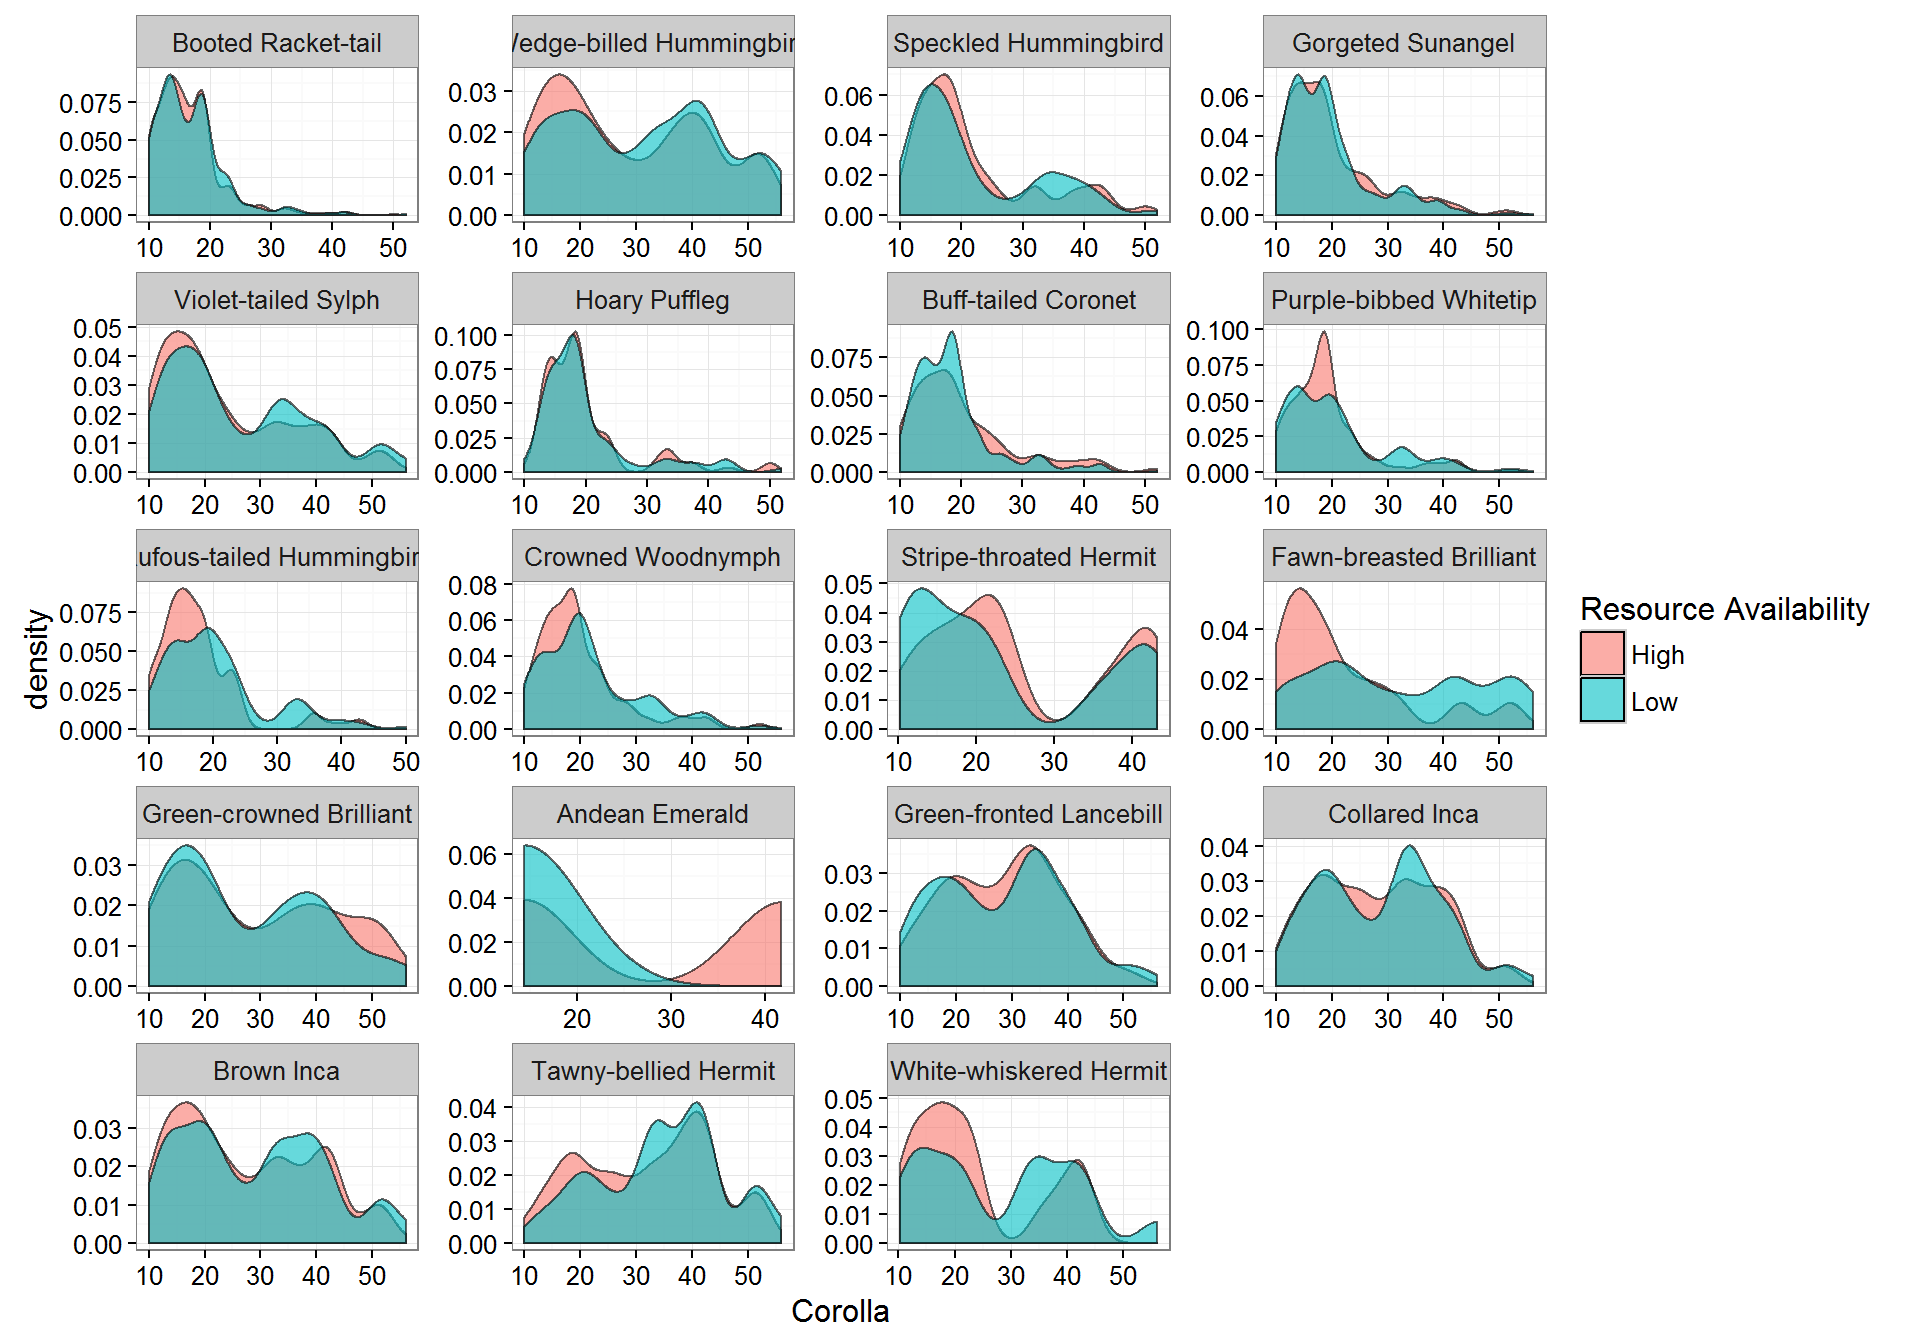 Booted Racket-tail
edge-billed Hummingbir
Speckled Hummingbird
Gorgeted Sunangel
0.075
0.050
0.025
0.000
0.03
0.02
0.01
0.00
0.06
0.04
0.02
0.00
0.06
0.04
0.02
0.00
10 20 30 40 50
10 20 30 40 50
10 20 30 40 50
10 20 30 40 50
Violet-tailed Sylph
Hoary Puffleg
Buff-tailed Coronet
Purple-bibbed Whitetip
0.05
0.04
0.03
0.02
0.01
0.00
0.100
0.075
0.050
0.025
0.000
0.075
0.050
0.025
0.000
0.100
0.075
0.050
0.025
0.000
10 20 30 40 50
10 20 30 40 50
10 20 30 40 50
10 20 30 40 50
ufous-tailed Hummingbir
Crowned Woodnymph
Stripe-throated Hermit
Fawn-breasted Brilliant
0.075
0.050
0.025
0.000
0.08
0.06
0.04
0.02
0.00
0.05
0.04
0.03
0.02
0.01
0.00
0.04
0.02
0.00
10 20 30 40 50
10 20 30 40 50
10 20 30 40
10 20 30 40 50
Green-crowned Brilliant
Andean Emerald
Green-fronted Lancebill
Collared Inca
0.03
0.02
0.01
0.00
0.06
0.04
0.02
0.00
0.03
0.02
0.01
0.00
0.04
0.03
0.02
0.01
0.00
10 20 30 40 50
20 30 40
10 20 30 40 50
10 20 30 40 50
Brown Inca
Tawny-bellied Hermit
White-whiskered Hermit
0.03
0.02
0.01
0.00
0.04
0.03
0.02
0.01
0.00
0.05
0.04
0.03
0.02
0.01
0.00
10 20 30 40 50
10 20 30 40 50
10 20 30 40 50
density
Corolla
Resource Availability
High
Low